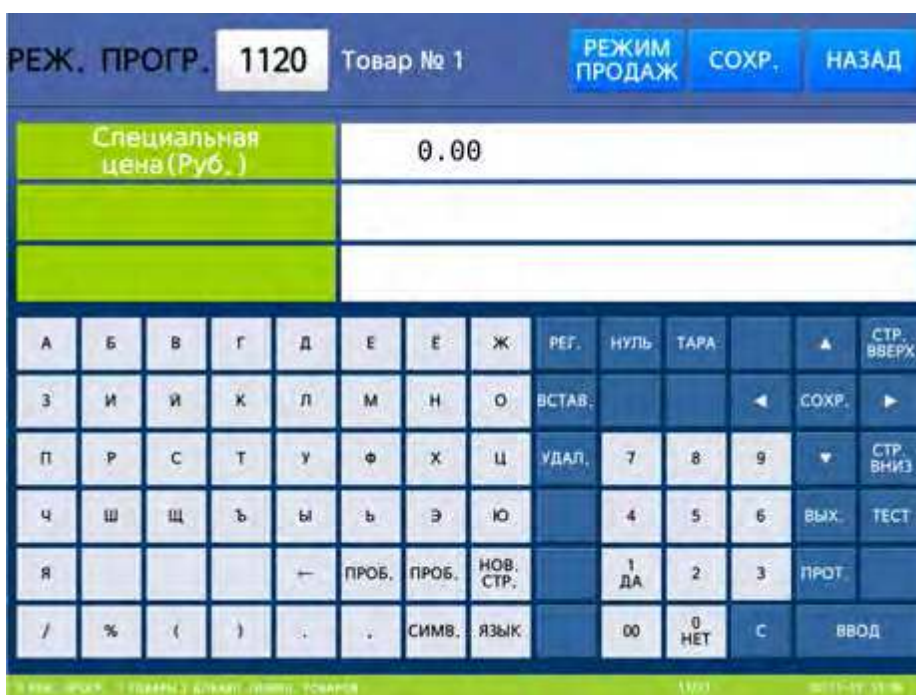 РЕЖ. ПРОГР. 1120 Товар № 1 РЕЖИМ ПРОДАЖ СОХР. НАЗАД
Специальная 0.00
цена(Руб.)
А Б В Г Д Е Ё Ж РЕГ. НУЛЬ ТАРА ▲ СТР. ВВЕРХ
З И Й К Л М Н О ВСТАВ. ◀ СОХР. ▶
П Р С Т У Ф Х Ц УДАЛ. 7 8 9 ▼ СТР. ВНИЗ
Ч Ш Щ Ъ Ы Ь Э Ю 4 5 6 ВЫХ. ТЕСТ
Я ← ПРОБ. ПРОБ. НОВ. СТР. 1 ДА 2 3 ПРОТ.
/ % ( ) . . СИМВ. ЯЗЫК 00 0 НЕТ C ВВОД